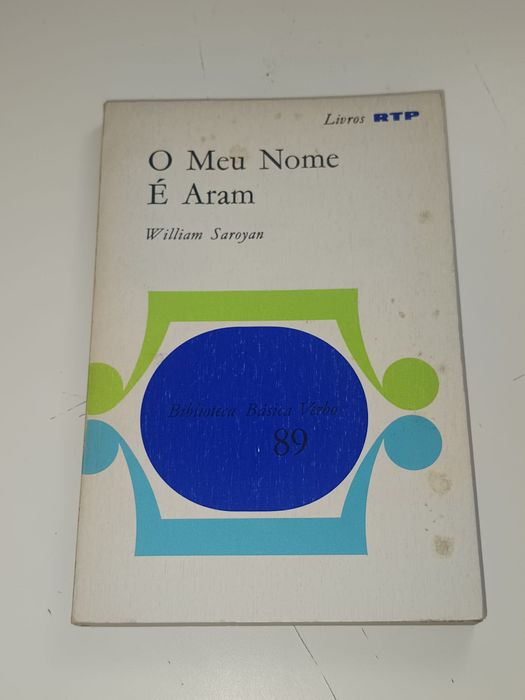 Livros RTP
O Meu Nome
É Aram
William Saroyan
Biblioteca Básica Verbo
89